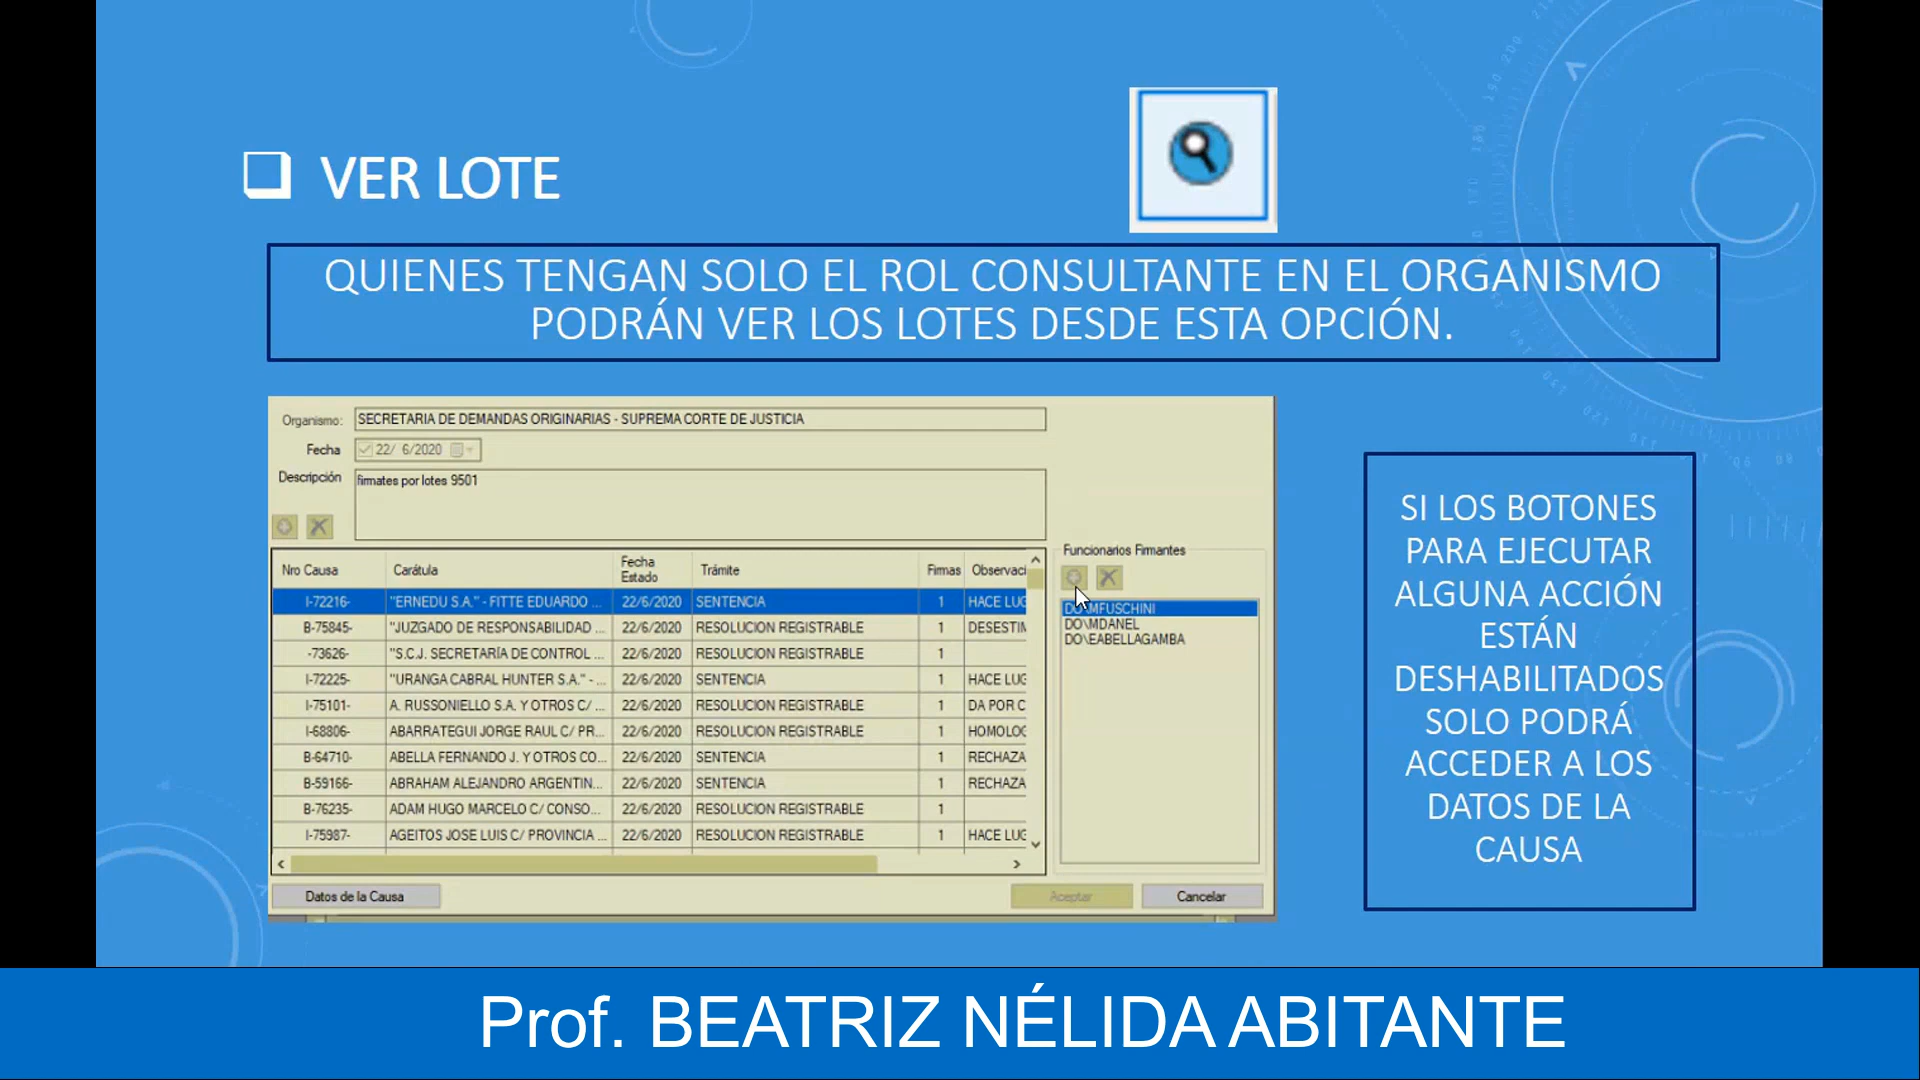 VER LOTE
QUIENES TENGAN SOLO EL ROL CONSULTANTE EN EL ORGANISMO
PODRÁN VER LOS LOTES DESDE ESTA OPCIÓN.
Organismo: SECRETARIA DE DEMANDAS ORIGINARIAS - SUPREMA CORTE DE JUSTICIA
Fecha 22/ 6/2020
Descripción firmates por lotes 9501
Nro Causa Carátula Fecha Estado Trámite Firmas Observaci
I-72216- "ERNEDU S.A." - FITTE EDUARDO ... 22/6/2020 SENTENCIA 1 HACE LUG
B-75845- "JUZGADO DE RESPONSABILIDAD ... 22/6/2020 RESOLUCION REGISTRABLE 1 DESESTIM
-73626- "S.C.J. SECRETARÍA DE CONTROL ... 22/6/2020 RESOLUCION REGISTRABLE 1
I-72225- "URANGA CABRAL HUNTER S.A." - ... 22/6/2020 SENTENCIA 1 HACE LUG
I-75101- A. RUSSONIELLO S.A. Y OTROS C/ ... 22/6/2020 RESOLUCION REGISTRABLE 1 DA POR C
I-68806- ABARRATEGUI JORGE RAUL C/ PR... 22/6/2020 RESOLUCION REGISTRABLE 1 HOMOLOG
B-64710- ABELLA FERNANDO J. Y OTROS CO... 22/6/2020 SENTENCIA 1 RECHAZA
B-59166- ABRAHAM ALEJANDRO ARGENTIN... 22/6/2020 SENTENCIA 1 RECHAZA
B-76235- ADAM HUGO MARCELO C/ CONSO... 22/6/2020 RESOLUCION REGISTRABLE 1
I-75987- AGEITOS JOSE LUIS C/ PROVINCIA ... 22/6/2020 RESOLUCION REGISTRABLE 1 HACE LUG
Funcionarios Firmantes
DO\MFUSCHINI
DO\MDANEL
DO\EABELLAGAMBA
Datos de la Causa Aceptar Cancelar
SI LOS BOTONES
PARA EJECUTAR
ALGUNA ACCIÓN
ESTÁN
DESHABILITADOS
SOLO PODRÁ
ACCEDER A LOS
DATOS DE LA
CAUSA
Prof. BEATRIZ NÉLIDA ABITANTE